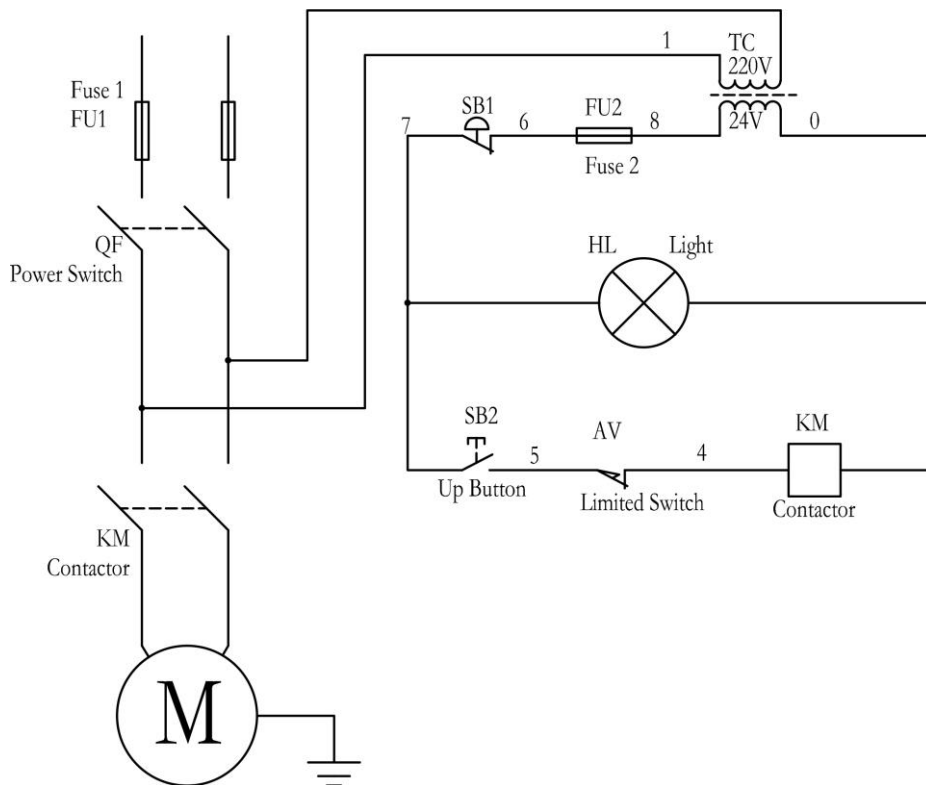 1
TC
220V
Fuse 1
FU1
SB1
FU2
24V
7
6
8
0
Fuse 2
QF
Power Switch
HL
Light
SB2
AV
KM
5
4
Up Button
Limited Switch
Contactor
KM
Contactor
M